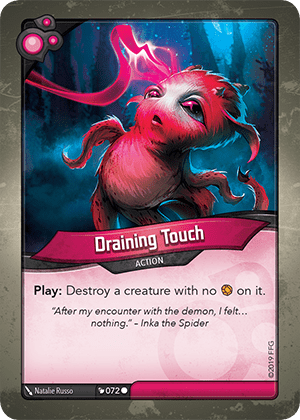 Draining Touch
ACTION
Play: Destroy a creature with no on it.
“After my encounter with the demon, I felt…
nothing.” – Inka the Spider
Natalie Russo
072
©2019 FFG